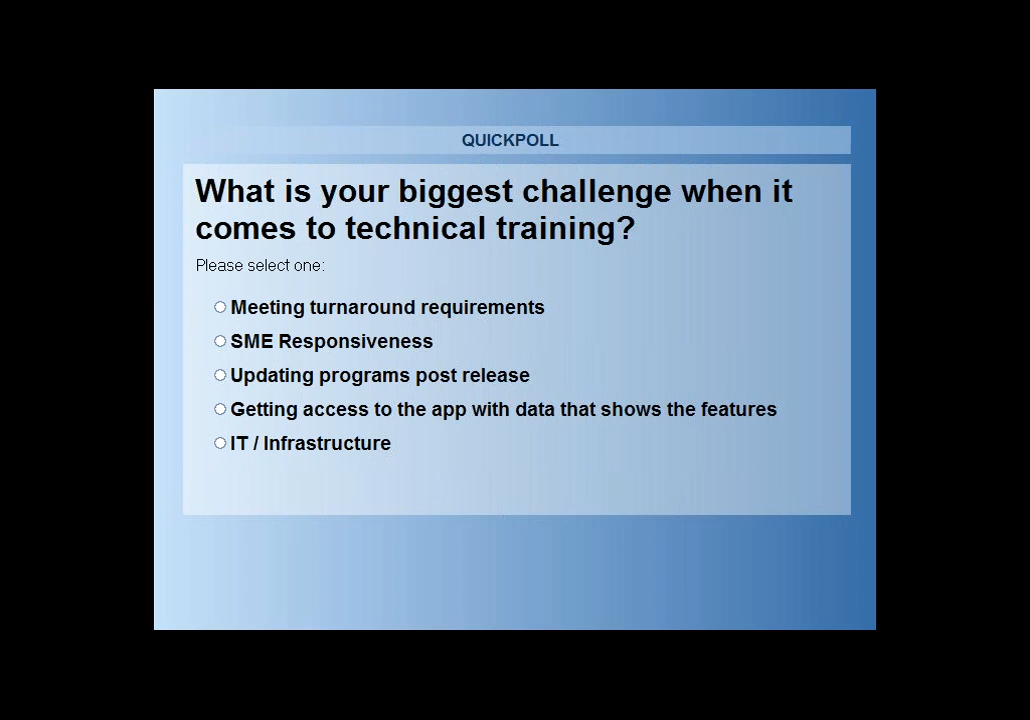 QUICKPOLL
What is your biggest challenge when it
comes to technical training?
Please select one:
Meeting turnaround requirements
SME Responsiveness
Updating programs post release
Getting access to the app with data that shows the features
IT / Infrastructure